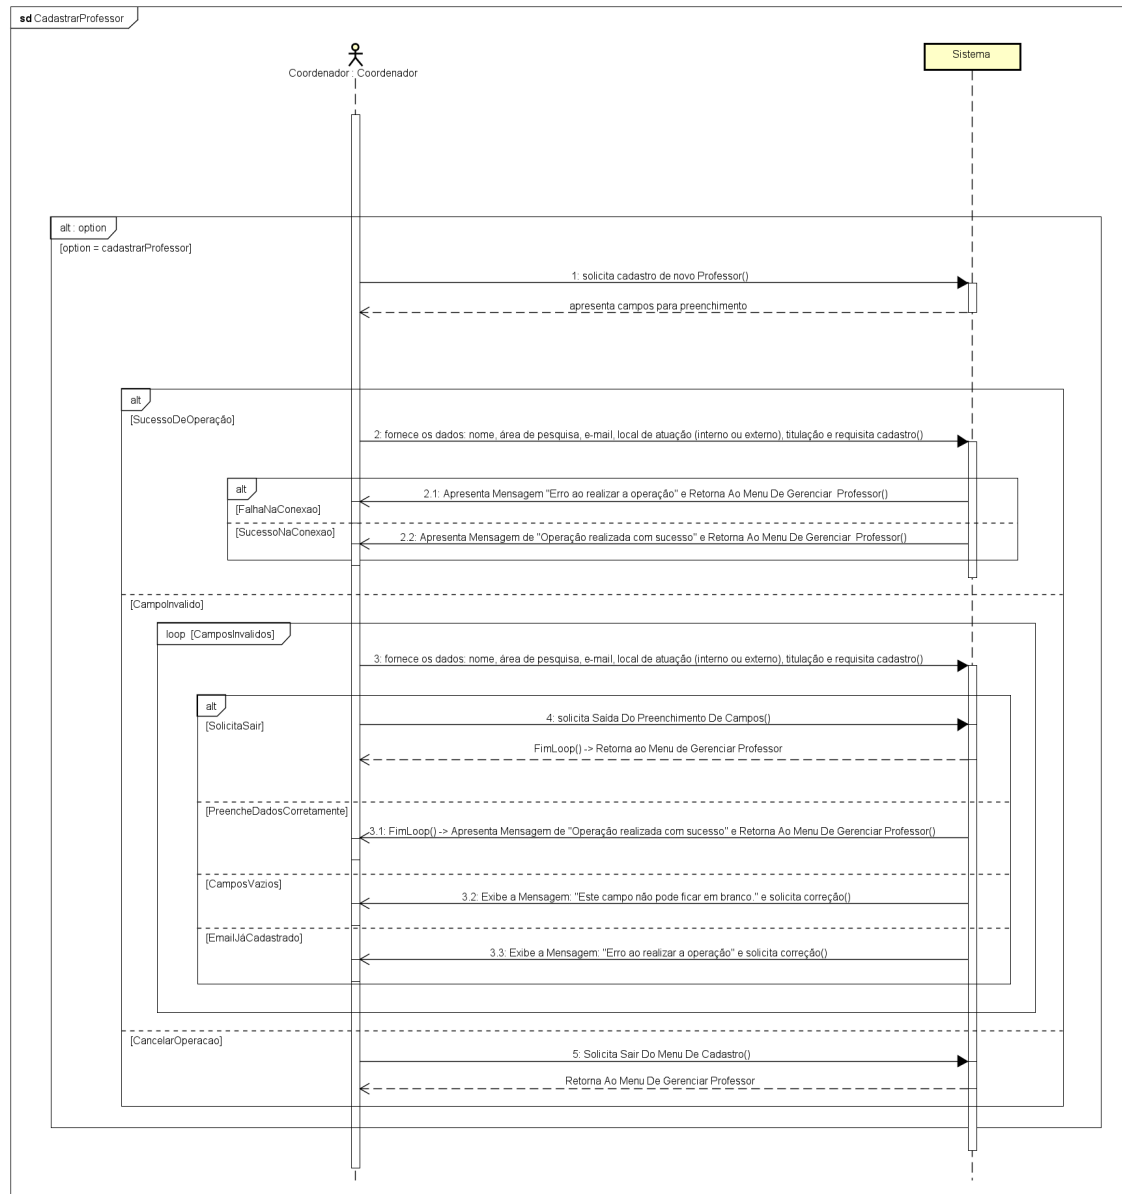 sd CadastrarProfessor
Coordenador : Coordenador
Sistema
alt : option
[option = cadastrarProfessor]
1: solicita cadastro de novo Professor()
apresenta campos para preenchimento
alt
[SucessoDeOperação]
2: fornece os dados: nome, área de pesquisa, e-mail, local de atuação (interno ou externo), titulação e requisita cadastro()
alt
2.1: Apresenta Mensagem "Erro ao realizar a operação" e Retorna Ao Menu De Gerenciar Professor()
[FalhaNaConexao]
[SucessoNaConexao]
2.2: Apresenta Mensagem de "Operação realizada com sucesso" e Retorna Ao Menu De Gerenciar Professor()
[CampoInvalido]
loop [CamposInvalidos]
3: fornece os dados: nome, área de pesquisa, e-mail, local de atuação (interno ou externo), titulação e requisita cadastro()
alt
4: solicita Saída Do Preenchimento De Campos()
[SolicitaSair]
FimLoop() -> Retorna ao Menu de Gerenciar Professor
[PreencheDadosCorretamente]
3.1: FimLoop() -> Apresenta Mensagem de "Operação realizada com sucesso" e Retorna Ao Menu De Gerenciar Professor()
[CamposVazios]
3.2: Exibe a Mensagem: "Este campo não pode ficar em branco." e solicita correção()
[EmailJáCadastrado]
3.3: Exibe a Mensagem: "Erro ao realizar a operação" e solicita correção()
[CancelarOperacao]
5: Solicita Sair Do Menu De Cadastro()
Retorna Ao Menu De Gerenciar Professor